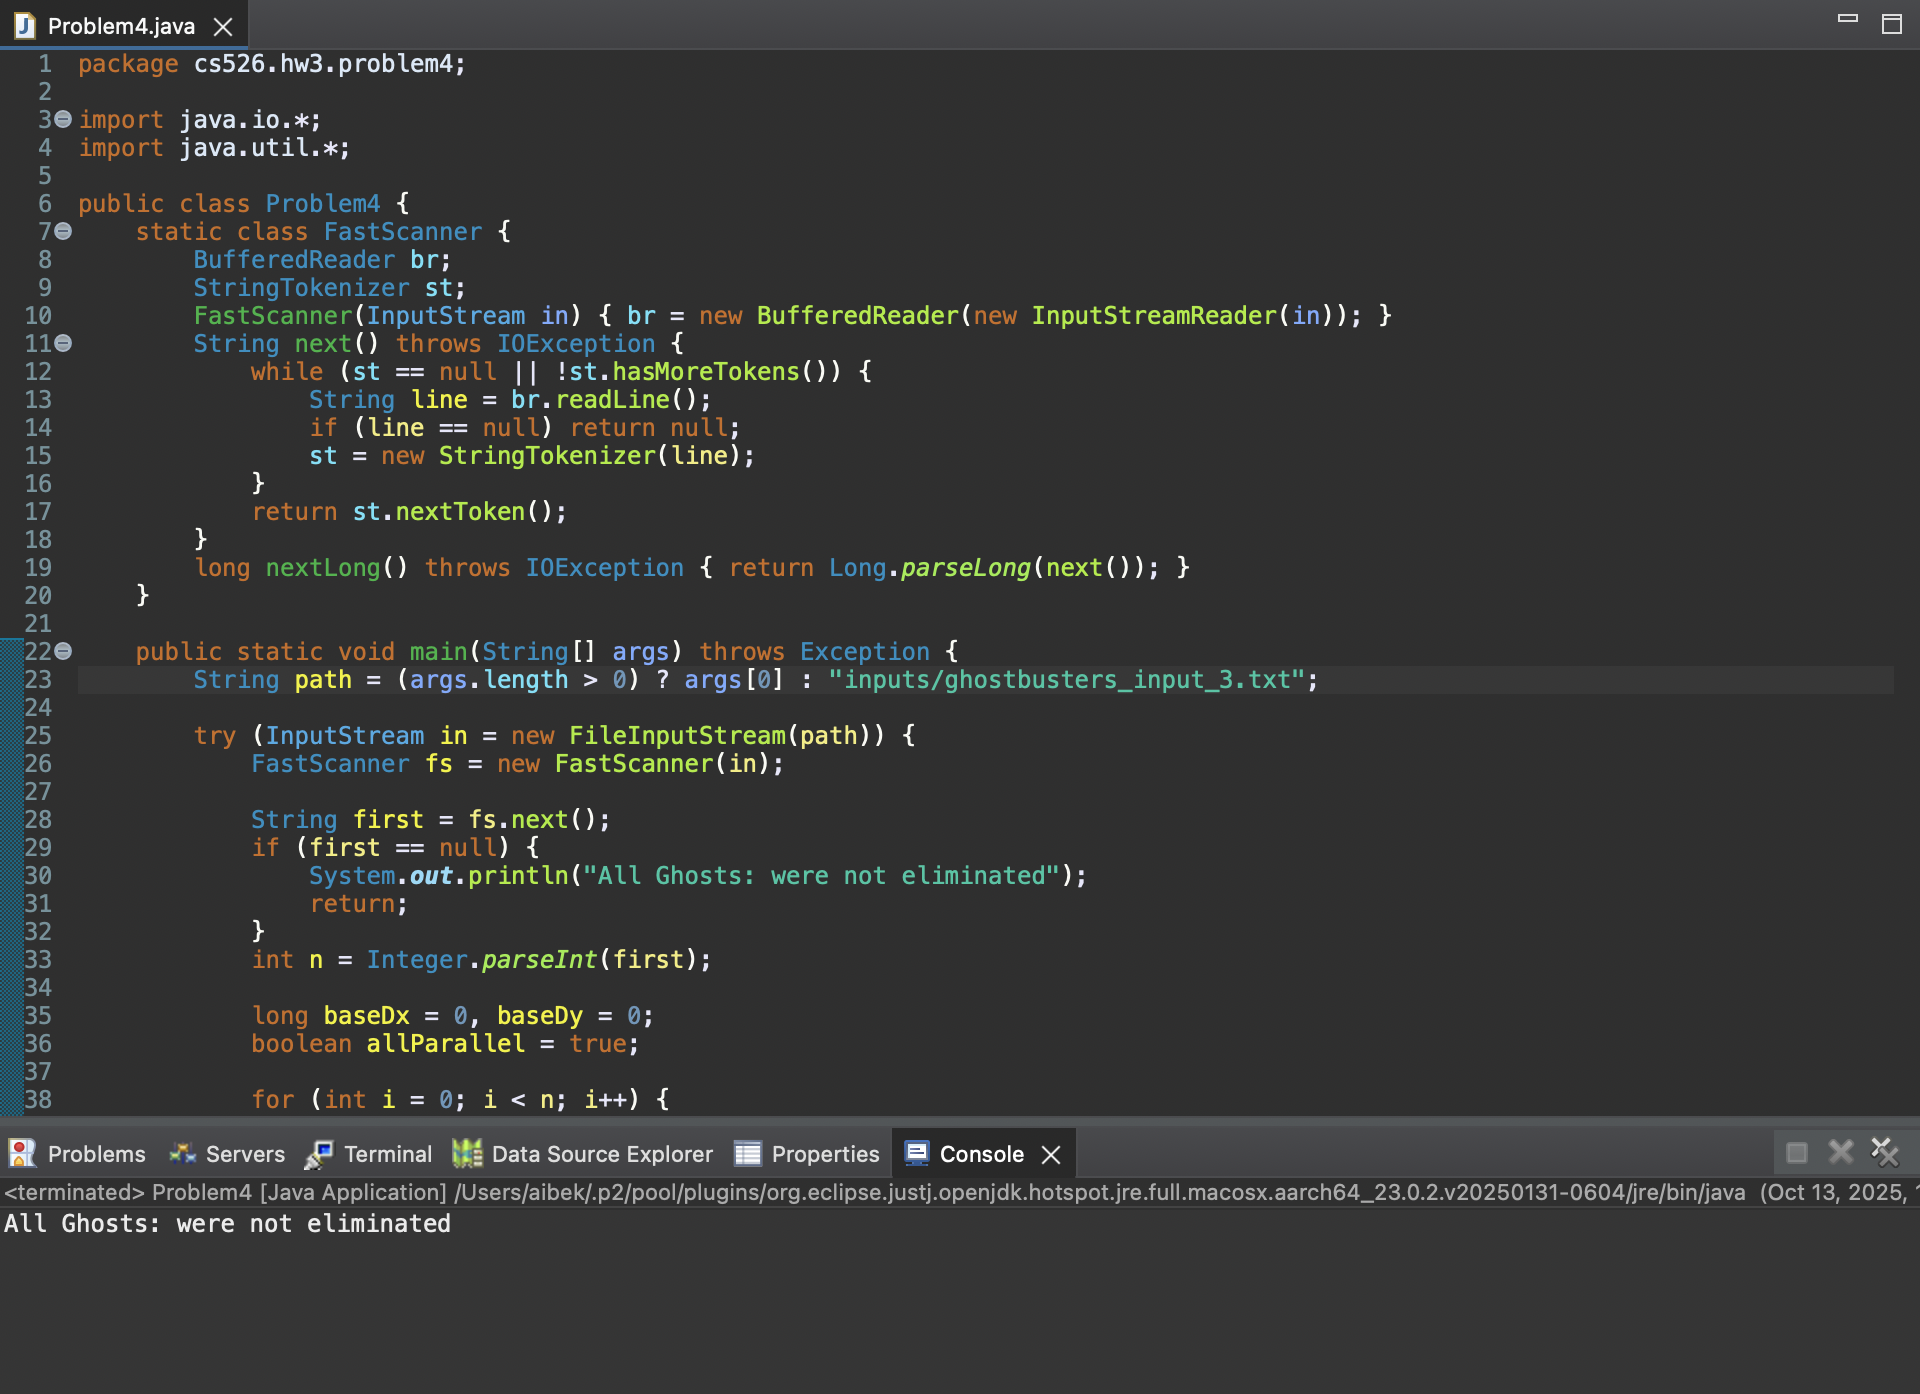 Problem4.java
1 package cs526.hw3.problem4;
2
3 import java.io.*;
4 import java.util.*;
5
6 public class Problem4 {
7     static class FastScanner {
8         BufferedReader br;
9         StringTokenizer st;
10         FastScanner(InputStream in) { br = new BufferedReader(new InputStreamReader(in)); }
11         String next() throws IOException {
12             while (st == null || !st.hasMoreTokens()) {
13                 String line = br.readLine();
14                 if (line == null) return null;
15                 st = new StringTokenizer(line);
16             }
17             return st.nextToken();
18         }
19         long nextLong() throws IOException { return Long.parseLong(next()); }
20     }
21
22     public static void main(String[] args) throws Exception {
23         String path = (args.length > 0) ? args[0] : "inputs/ghostbusters_input_3.txt";
24
25         try (InputStream in = new FileInputStream(path)) {
26             FastScanner fs = new FastScanner(in);
27
28             String first = fs.next();
29             if (first == null) {
30                 System.out.println("All Ghosts: were not eliminated");
31                 return;
32             }
33             int n = Integer.parseInt(first);
34
35             long baseDx = 0, baseDy = 0;
36             boolean allParallel = true;
37
38             for (int i = 0; i < n; i++) {
Problems Servers Terminal Data Source Explorer Properties Console
<terminated> Problem4 [Java Application] /Users/aibek/.p2/pool/plugins/org.eclipse.justj.openjdk.hotspot.jre.full.macosx.aarch64_23.0.2.v20250131-0604/jre/bin/java (Oct 13, 2025,
All Ghosts: were not eliminated